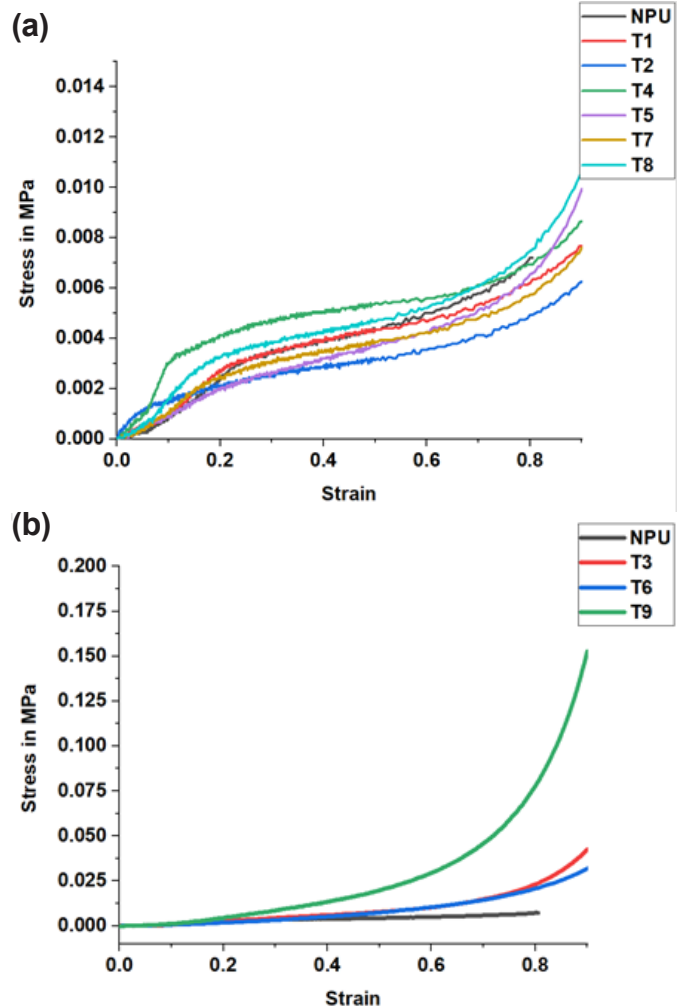 (a)
NPU
T1
T2
T4
T5
T7
T8
0.014
0.012
0.010
0.008
0.006
0.004
0.002
0.000
Stress in MPa
0.0 0.2 0.4 0.6 0.8
Strain
(b)
NPU
T3
T6
T9
0.200
0.175
0.150
0.125
0.100
0.075
0.050
0.025
0.000
Stress in MPa
0.0 0.2 0.4 0.6 0.8
Strain